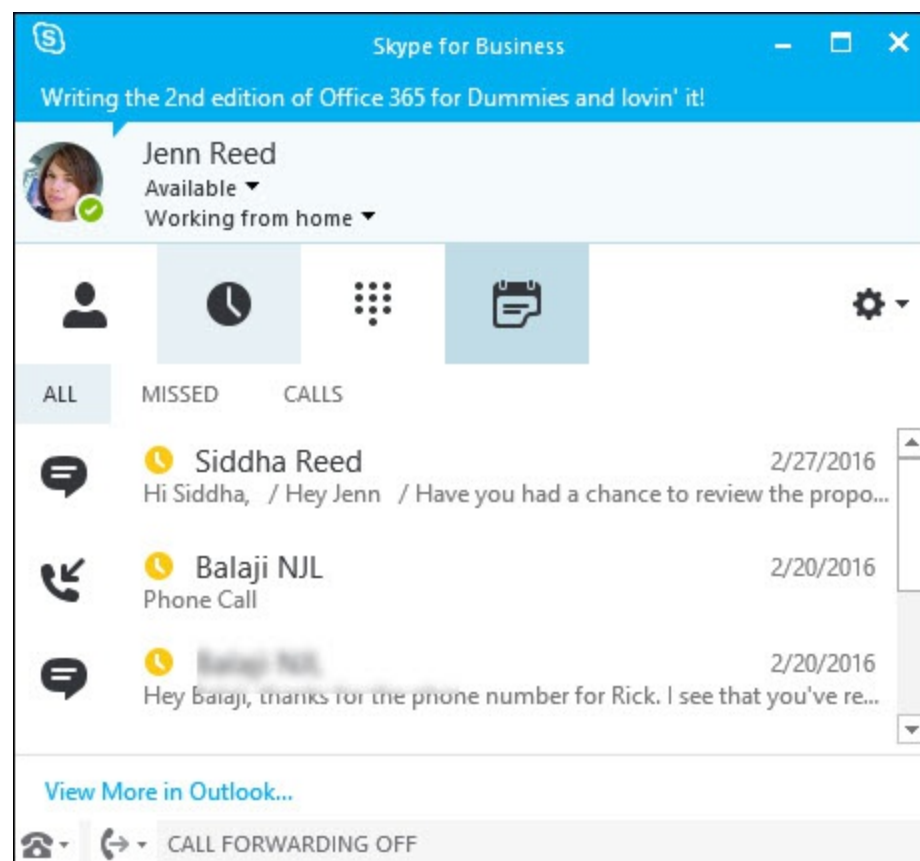 Skype for Business
Writing the 2nd edition of Office 365 for Dummies and lovin' it!
Jenn Reed
Available
Working from home
ALL MISSED CALLS
Siddha Reed 2/27/2016
Hi Siddha, / Hey Jenn / Have you had a chance to review the propo...
Balaji NJL 2/20/2016
Phone Call
2/20/2016
Hey Balaji, thanks for the phone number for Rick. I see that you've re...
View More in Outlook...
CALL FORWARDING OFF